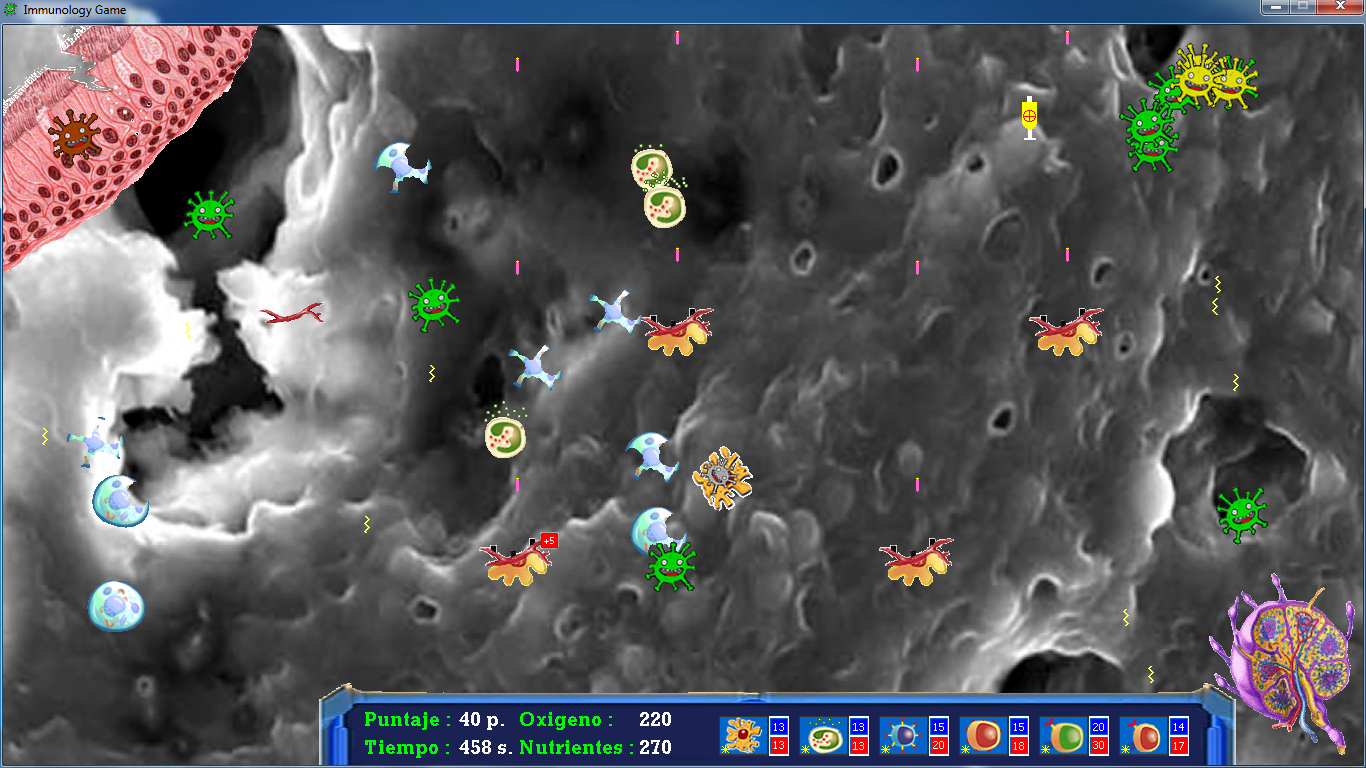 Immunology Game
+5
Puntaje : 40 p. Oxigeno : 220
Tiempo : 458 s. Nutrientes : 270
13 13 15 15 20 14
13 13 20 18 30 17